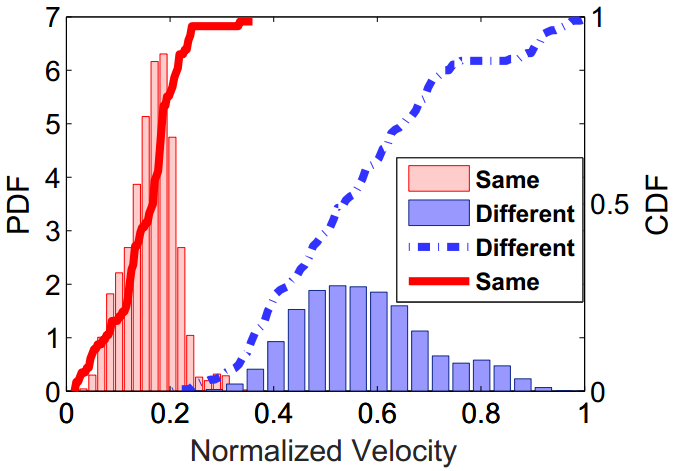 7
6
5
4
3
2
1
0
PDF
1
0.5
0
CDF
Same
Different
Different
Same
0 0.2 0.4 0.6 0.8 1
Normalized Velocity